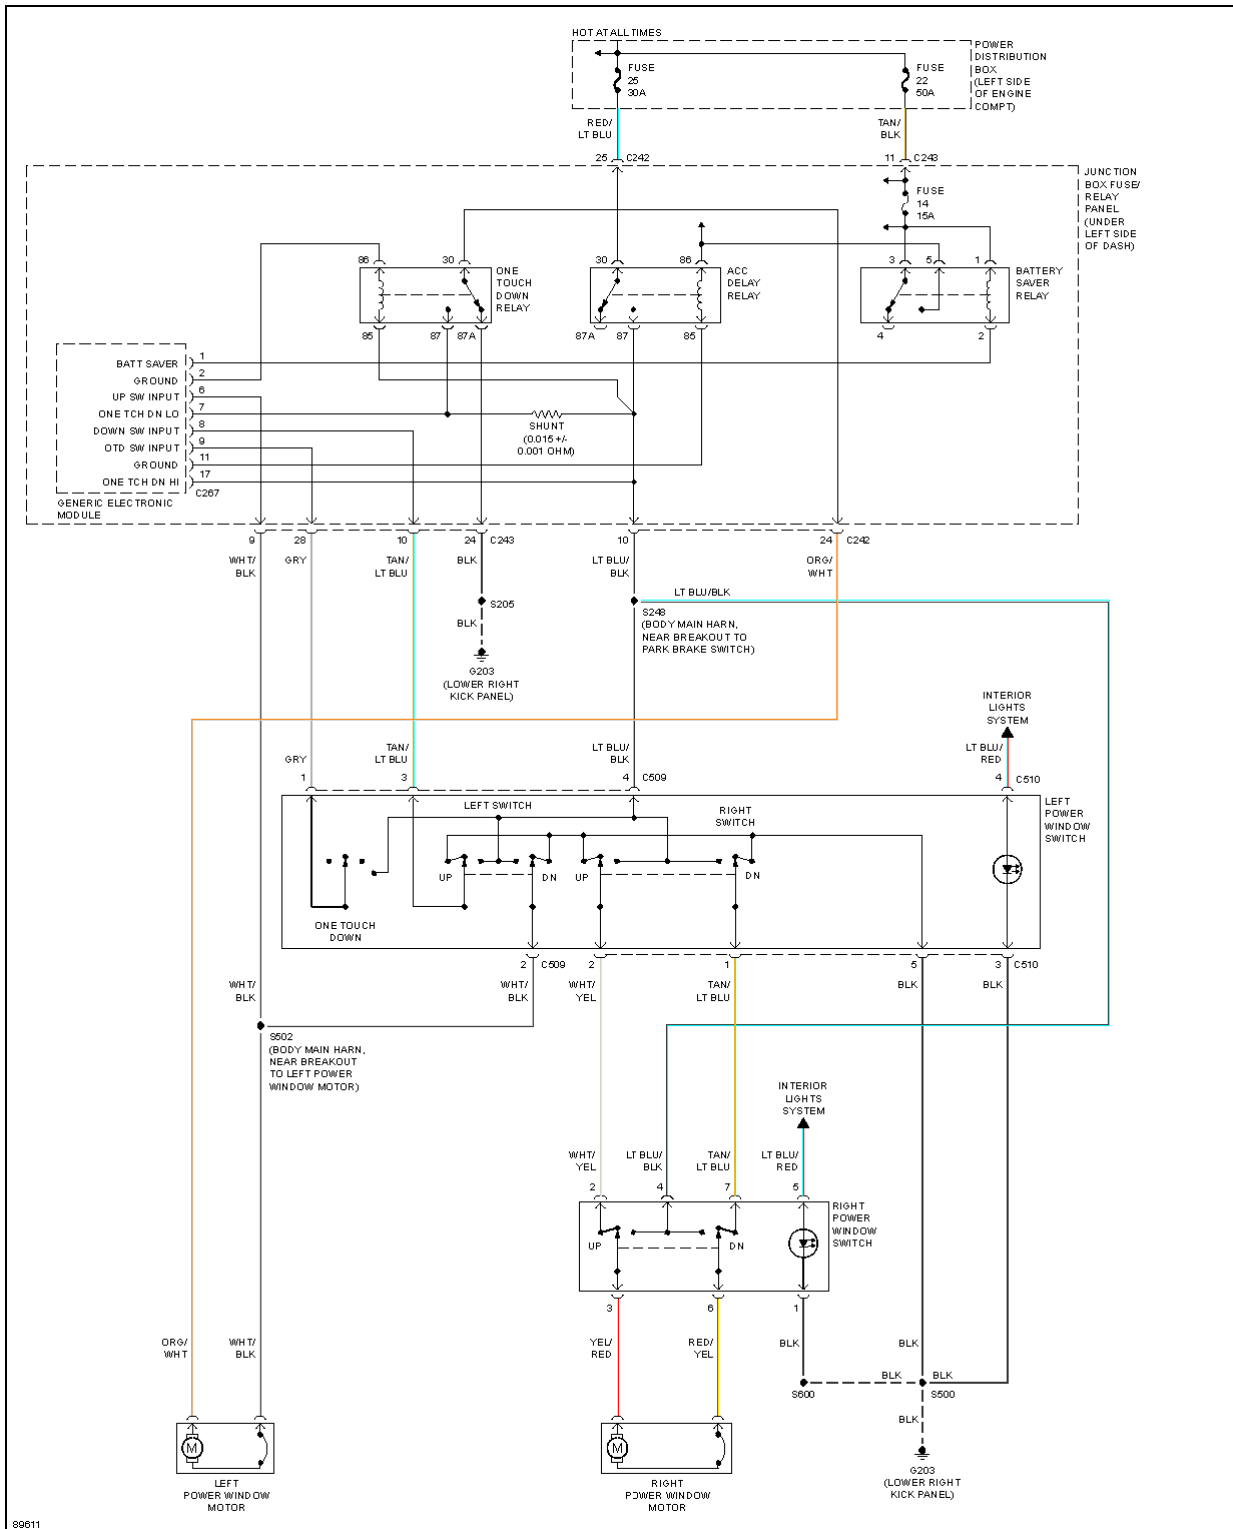 HOT AT ALL TIMES
POWER
DISTRIBUTION
BOX
(LEFT SIDE
OF ENGINE
COMPT)
FUSE
25
30A
FUSE
22
50A
RED/
LT BLU
TAN/
BLK
25 C242
11 C243
JUNCTION
BOX FUSE/
RELAY
PANEL
(UNDER
LEFT SIDE
OF DASH)
FUSE
14
15A
86 30
ONE
TOUCH
DOWN
RELAY
85 87 87A
30 86
ACC
DELAY
RELAY
87A 87 85
3 5 1
BATTERY
SAVER
RELAY
4 2
BATT SAVER 1
GROUND 2
UP SW INPUT 6
ONE TCH DN LO 7
DOWN SW INPUT 8
OTD SW INPUT 9
GROUND 11
ONE TCH DN HI 17
C267
GENERIC ELECTRONIC
MODULE
SHUNT
(0.015 +/-
0.001 OHM)
9 28 10 24 C243 10 24 C242
WHT/
BLK
GRY
TAN/
LT BLU
BLK
LT BLU/
BLK
ORG/
WHT
S205
BLK
G203
(LOWER RIGHT
KICK PANEL)
LT BLU/BLK
S248
(BODY MAIN HARN,
NEAR BREAKOUT TO
PARK BRAKE SWITCH)
INTERIOR
LIGHTS
SYSTEM
GRY
TAN/
LT BLU
LT BLU/
BLK
LT BLU/
RED
1 3 4 C509 4 C510
LEFT SWITCH
RIGHT
SWITCH
LEFT
POWER
WINDOW
SWITCH
UP DN UP DN
ONE TOUCH
DOWN
2 C509 2 1 5 3 C510
WHT/
BLK
WHT/
BLK
WHT/
YEL
TAN/
LT BLU
BLK
BLK
S502
(BODY MAIN HARN,
NEAR BREAKOUT
TO LEFT POWER
WINDOW MOTOR)
INTERIOR
LIGHTS
SYSTEM
WHT/
YEL
LT BLU/
BLK
TAN/
LT BLU
LT BLU/
RED
2 4 7 5
RIGHT
POWER
WINDOW
SWITCH
UP DN
3 6 1
ORG/
WHT
WHT/
BLK
YEL/
RED
RED/
YEL
BLK
BLK
BLK BLK
S600 S500
BLK
M
M
G203
(LOWER RIGHT
KICK PANEL)
LEFT
POWER WINDOW
MOTOR
RIGHT
POWER WINDOW
MOTOR
89611